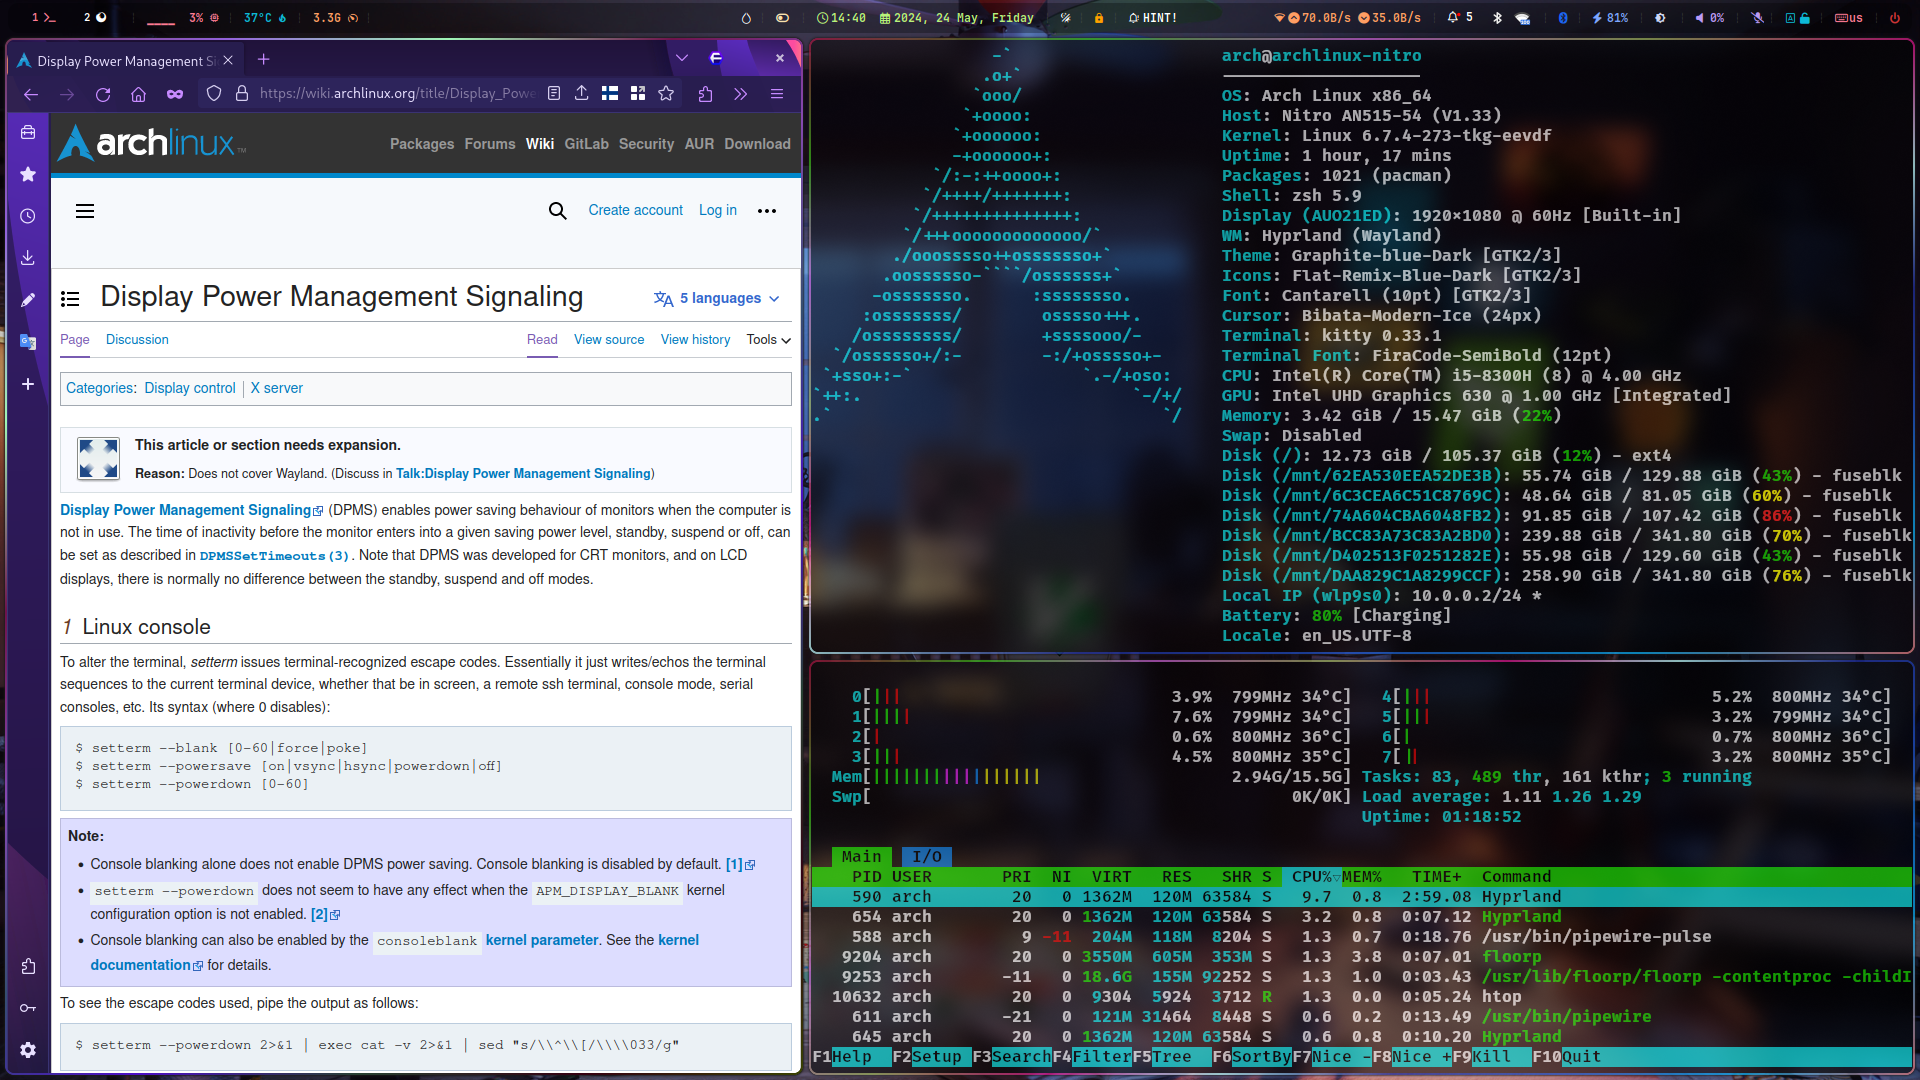 1
2
3%
37°C
3.3G
14:40
2024, 24 May, Friday
HINT!
70.0B/s 35.0B/s
5
81%
0%
us
Display Power Management Si
https://wiki.archlinux.org/title/Display_Powe
archlinux™
Packages Forums Wiki GitLab Security AUR Download
Create account Log in
Display Power Management Signaling
5 languages
Page Discussion Read View source View history Tools
Categories: Display control | X server
This article or section needs expansion.
Reason: Does not cover Wayland. (Discuss in Talk:Display Power Management Signaling)
Display Power Management Signaling (DPMS) enables power saving behaviour of monitors when the computer is
not in use. The time of inactivity before the monitor enters into a given saving power level, standby, suspend or off, can
be set as described in DPMSSetTimeouts(3). Note that DPMS was developed for CRT monitors, and on LCD
displays, there is normally no difference between the standby, suspend and off modes.
1 Linux console
To alter the terminal, setterm issues terminal-recognized escape codes. Essentially it just writes/echos the terminal
sequences to the current terminal device, whether that be in screen, a remote ssh terminal, console mode, serial
consoles, etc. Its syntax (where 0 disables):
$ setterm --blank [0-60|force|poke]
$ setterm --powersave [on|vsync|hsync|powerdown|off]
$ setterm --powerdown [0-60]
Note:
• Console blanking alone does not enable DPMS power saving. Console blanking is disabled by default. [1]
• setterm --powerdown does not seem to have any effect when the APM_DISPLAY_BLANK kernel
configuration option is not enabled. [2]
• Console blanking can also be enabled by the consoleblank kernel parameter. See the kernel
documentation for details.
To see the escape codes used, pipe the output as follows:
$ setterm --powerdown 2>&1 | exec cat -v 2>&1 | sed "s/\\^\\[/\\\\033/g"
-`
.o+`
`ooo/
`+oooo:
`+oooooo:
-+oooooo+:
`/:-:++oooo+:
`/++++/+++++++:
`/++++++++++++++:
`/+++ooooooooooooo/`
./ooosssso++osssssso+`
.oossssso-````/ossssss+`
-osssssso.      :ssssssso.
:osssssss/        osssso+++.
/ossssssss/        +ssssooo/-
`/ossssso+/:-        -:/+osssso+-
`+sso+:-`                 `.-/+oso:
`++:.                           `-/+/
.`                                 `/
arch@archlinux-nitro
--------------------
OS: Arch Linux x86_64
Host: Nitro AN515-54 (V1.33)
Kernel: Linux 6.7.4-273-tkg-eevdf
Uptime: 1 hour, 17 mins
Packages: 1021 (pacman)
Shell: zsh 5.9
Display (AUO21ED): 1920×1080 @ 60Hz [Built-in]
WM: Hyprland (Wayland)
Theme: Graphite-blue-Dark [GTK2/3]
Icons: Flat-Remix-Blue-Dark [GTK2/3]
Font: Cantarell (10pt) [GTK2/3]
Cursor: Bibata-Modern-Ice (24px)
Terminal: kitty 0.33.1
Terminal Font: FiraCode-SemiBold (12pt)
CPU: Intel(R) Core(TM) i5-8300H (8) @ 4.00 GHz
GPU: Intel UHD Graphics 630 @ 1.00 GHz [Integrated]
Memory: 3.42 GiB / 15.47 GiB (22%)
Swap: Disabled
Disk (/): 12.73 GiB / 105.37 GiB (12%) - ext4
Disk (/mnt/62EA530EEA52DE3B): 55.74 GiB / 129.88 GiB (43%) - fuseblk
Disk (/mnt/6C3CEA6C51C8769C): 48.64 GiB / 81.05 GiB (60%) - fuseblk
Disk (/mnt/74A604CBA6048FB2): 91.85 GiB / 107.42 GiB (86%) - fuseblk
Disk (/mnt/BCC83A73C83A2BD0): 239.88 GiB / 341.80 GiB (70%) - fuseblk
Disk (/mnt/D402513F0251282E): 55.98 GiB / 129.60 GiB (43%) - fuseblk
Disk (/mnt/DAA829C1A8299CCF): 258.90 GiB / 341.80 GiB (76%) - fuseblk
Local IP (wlp9s0): 10.0.0.2/24 *
Battery: 80% [Charging]
Locale: en_US.UTF-8
0[||| 3.9% 799MHz 34°C] 4[||| 5.2% 800MHz 34°C]
1[|||| 7.6% 799MHz 34°C] 5[||| 3.2% 799MHz 34°C]
2[| 0.6% 800MHz 36°C] 6[| 0.7% 800MHz 36°C]
3[||| 4.5% 800MHz 35°C] 7[|| 3.2% 800MHz 35°C]
Mem[||||||||||||||||| 2.94G/15.5G] Tasks: 83, 489 thr, 161 kthr; 3 running
Swp[ 0K/0K] Load average: 1.11 1.26 1.29
Uptime: 01:18:52
Main I/O
PID USER PRI NI VIRT RES SHR S CPU%▽MEM% TIME+ Command
590 arch 20 0 1362M 120M 63584 S 9.7 0.8 2:59.08 Hyprland
654 arch 20 0 1362M 120M 63584 S 3.2 0.8 0:07.12 Hyprland
588 arch 9 -11 204M 118M 8204 S 1.3 0.7 0:18.76 /usr/bin/pipewire-pulse
9204 arch 20 0 3550M 605M 353M S 1.3 3.8 0:07.01 floorp
9253 arch -11 0 18.6G 155M 92252 S 1.3 1.0 0:03.43 /usr/lib/floorp/floorp -contentproc -childI
10632 arch 20 0 9304 5924 3712 R 1.3 0.0 0:05.24 htop
611 arch -21 0 121M 31464 8448 S 0.6 0.2 0:13.49 /usr/bin/pipewire
645 arch 20 0 1362M 120M 63584 S 0.6 0.8 0:10.20 Hyprland
F1Help F2Setup F3SearchF4FilterF5Tree F6SortByF7Nice -F8Nice +F9Kill F10Quit